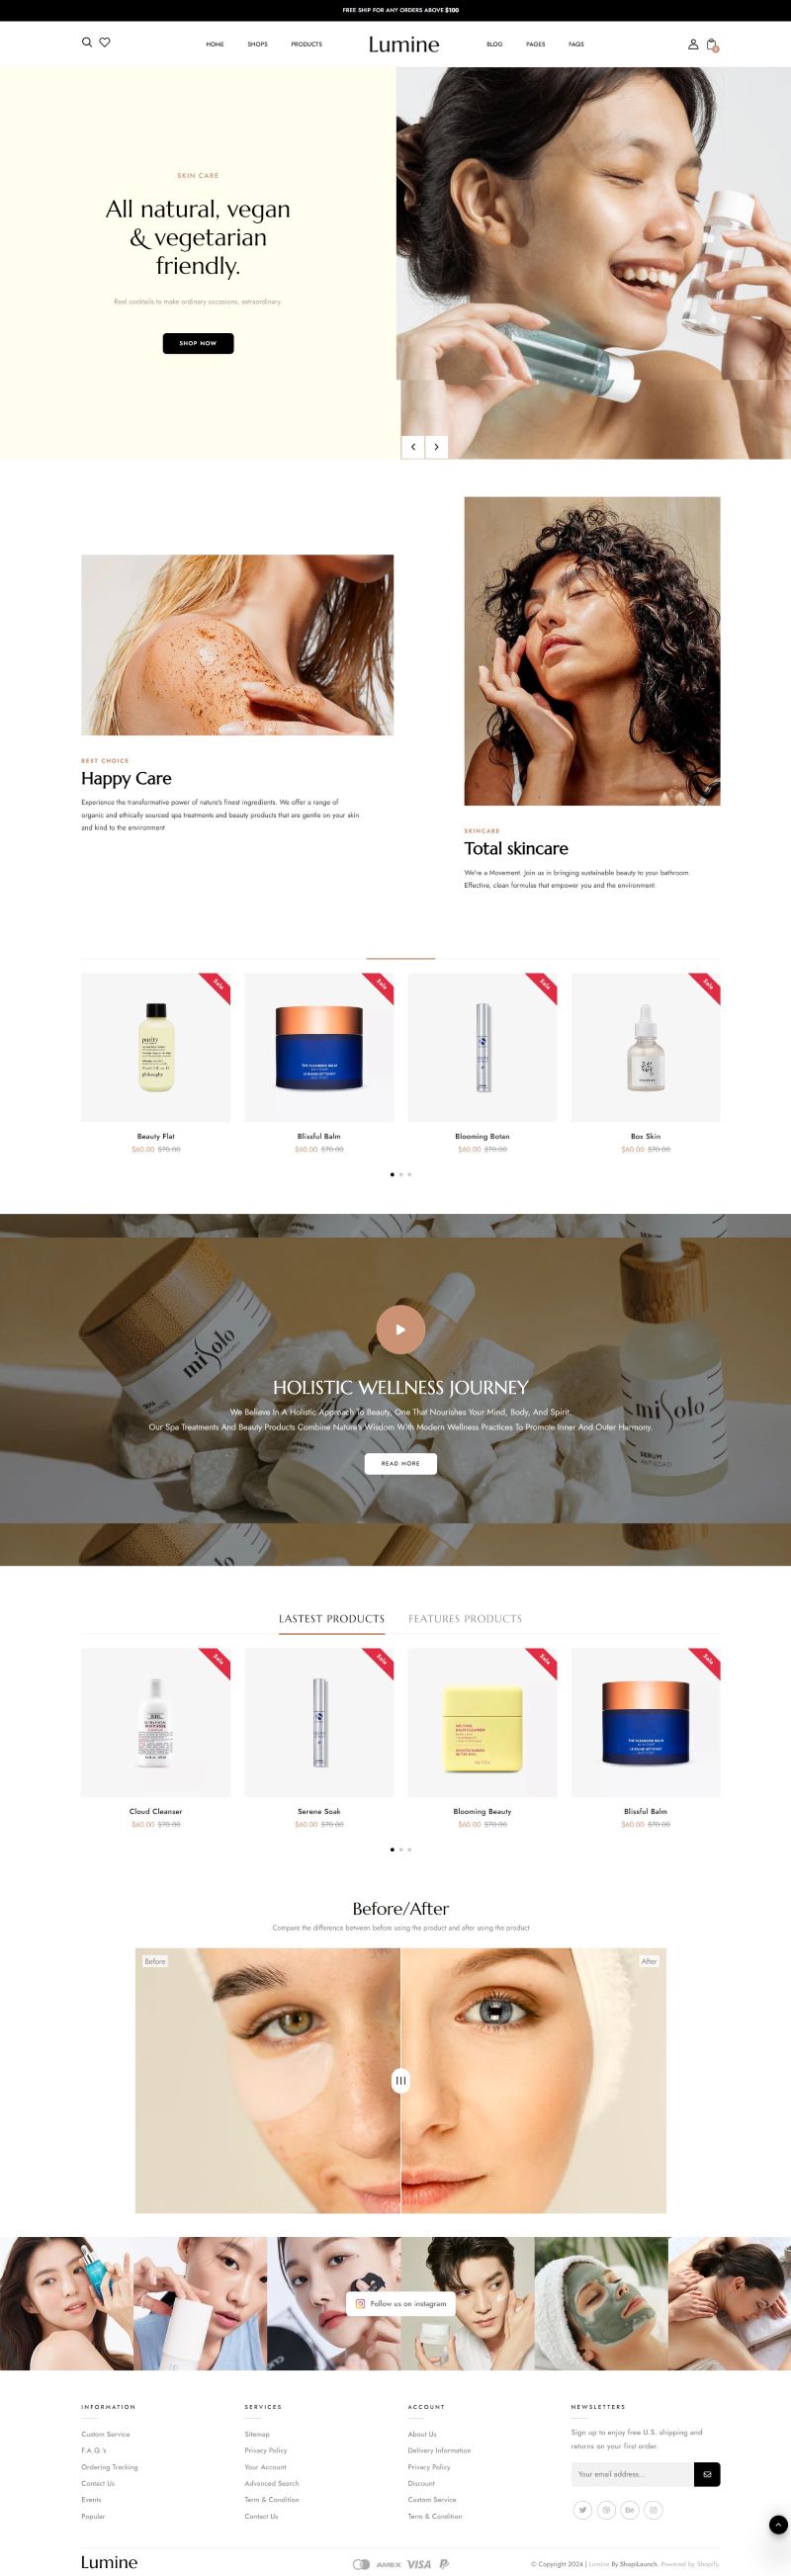 FREE SHIP FOR ANY ORDERS ABOVE $100
HOME SHOPS PRODUCTS Lumine BLOG PAGES FAQS
SKIN CARE
All natural, vegan
& vegetarian
friendly.
Reel cocktails to make ordinary occasions, extraordinary.
SHOP NOW
BEST CHOICE
Happy Care
Experience the transformative power of nature's finest ingredients. We offer a range of
organic and ethically sourced spa treatments and beauty products that are gentle on your skin
and kind to the environment
SKINCARE
Total skincare
We're a Movement. Join us in bringing sustainable beauty to your bathroom.
Effective, clean formulas that empower you and the environment.
Sale Sale Sale Sale
purity
philosophy
Beauty Flat
$60.00 $70.00
Blissful Balm
$60.00 $70.00
Blooming Botan
$60.00 $70.00
Box Skin
$60.00 $70.00
miSolo
miSolo
SERUM
HOLISTIC WELLNESS JOURNEY
We Believe In A Holistic Approach To Beauty, One That Nourishes Your Mind, Body, And Spirit.
Our Spa Treatments And Beauty Products Combine Nature's Wisdom With Modern Wellness Practices To Promote Inner And Outer Harmony.
READ MORE
LASTEST PRODUCTS FEATURES PRODUCTS
Sale Sale Sale Sale
Cloud Cleanser
$60.00 $70.00
Serene Soak
$60.00 $70.00
Blooming Beauty
$60.00 $70.00
Blissful Balm
$60.00 $70.00
Before/After
Compare the difference between before using the product and after using the product
Before After
Follow us on instagram
INFORMATION
Custom Service
F.A.Q.'s
Ordering Tracking
Contact Us
Events
Popular
SERVICES
Sitemap
Privacy Policy
Your Account
Advanced Search
Term & Condition
Contact Us
ACCOUNT
About Us
Delivery Information
Privacy Policy
Discount
Custom Service
Term & Condition
NEWSLETTERS
Sign up to enjoy free U.S. shipping and
returns on your first order.
Your email address...
Bē
Lumine
AMEX VISA
© Copyright 2024 | Lumine By ShopiLaunch. Powered by Shopify.